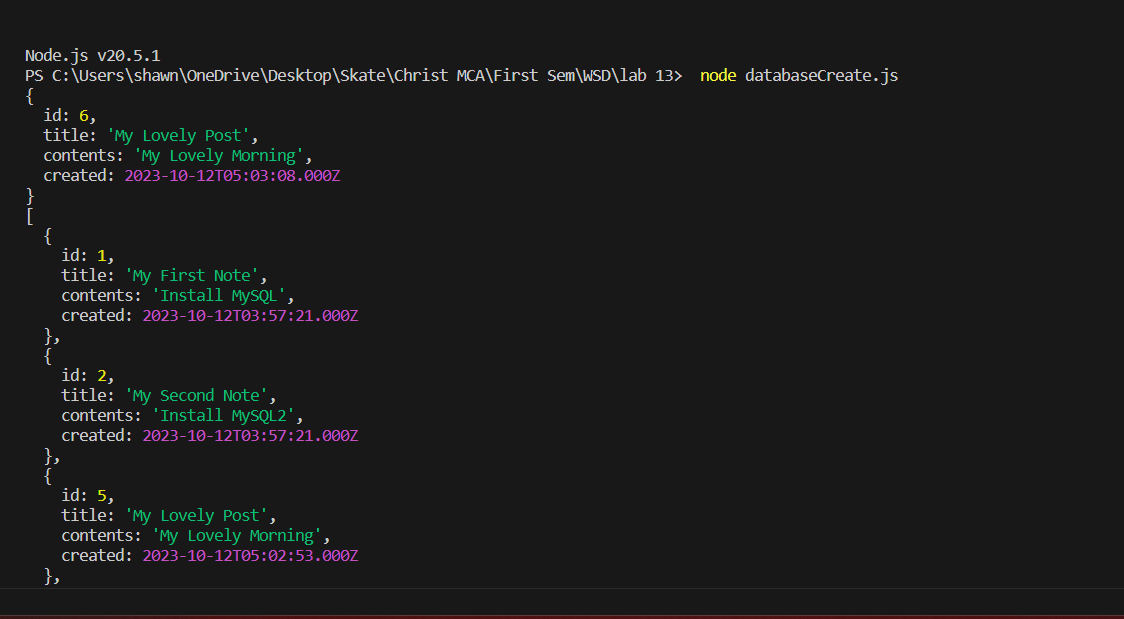 Node.js v20.5.1
PS C:\Users\shawn\OneDrive\Desktop\Skate\Christ MCA\First Sem\WSD\lab 13>  node databaseCreate.js
{
  id: 6,
  title: 'My Lovely Post',
  contents: 'My Lovely Morning',
  created: 2023-10-12T05:03:08.000Z
}
[
  {
    id: 1,
    title: 'My First Note',
    contents: 'Install MySQL',
    created: 2023-10-12T03:57:21.000Z
  },
  {
    id: 2,
    title: 'My Second Note',
    contents: 'Install MySQL2',
    created: 2023-10-12T03:57:21.000Z
  },
  {
    id: 5,
    title: 'My Lovely Post',
    contents: 'My Lovely Morning',
    created: 2023-10-12T05:02:53.000Z
  },